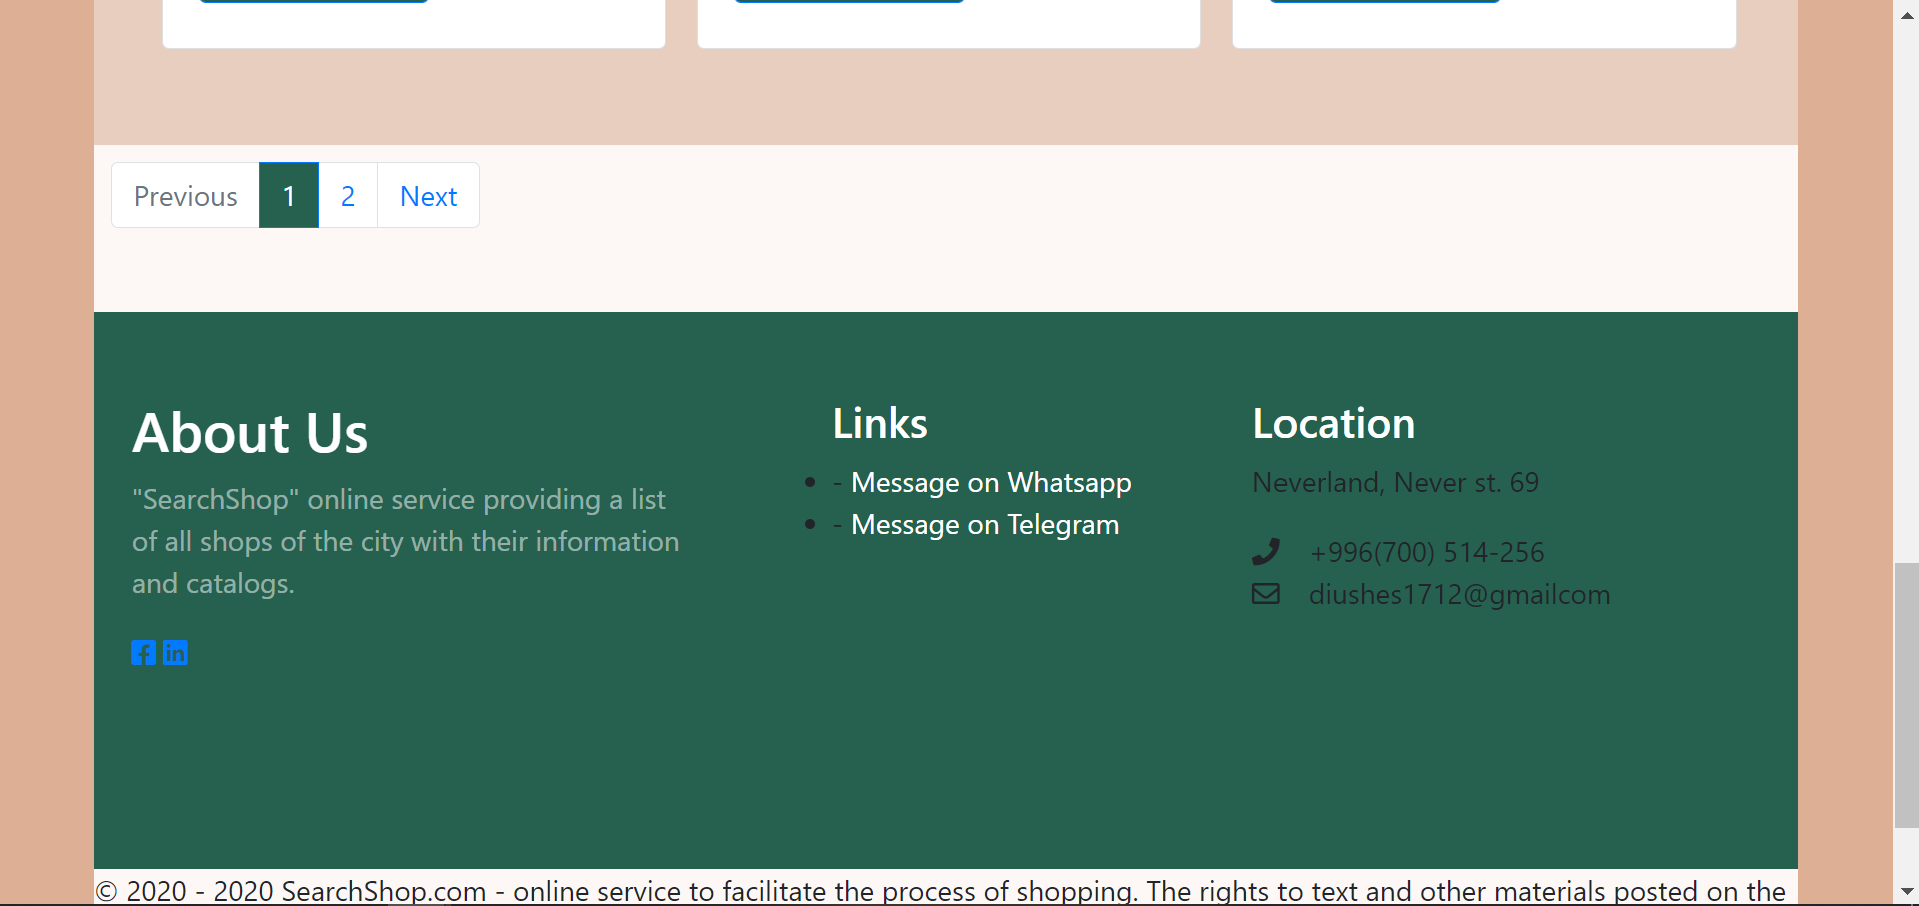 Previous 1 2 Next
About Us
"SearchShop" online service providing a list
of all shops of the city with their information
and catalogs.
Links
- Message on Whatsapp
- Message on Telegram
Location
Neverland, Never st. 69
+996(700) 514-256
diushes1712@gmailcom
© 2020 - 2020 SearchShop.com - online service to facilitate the process of shopping. The rights to text and other materials posted on the